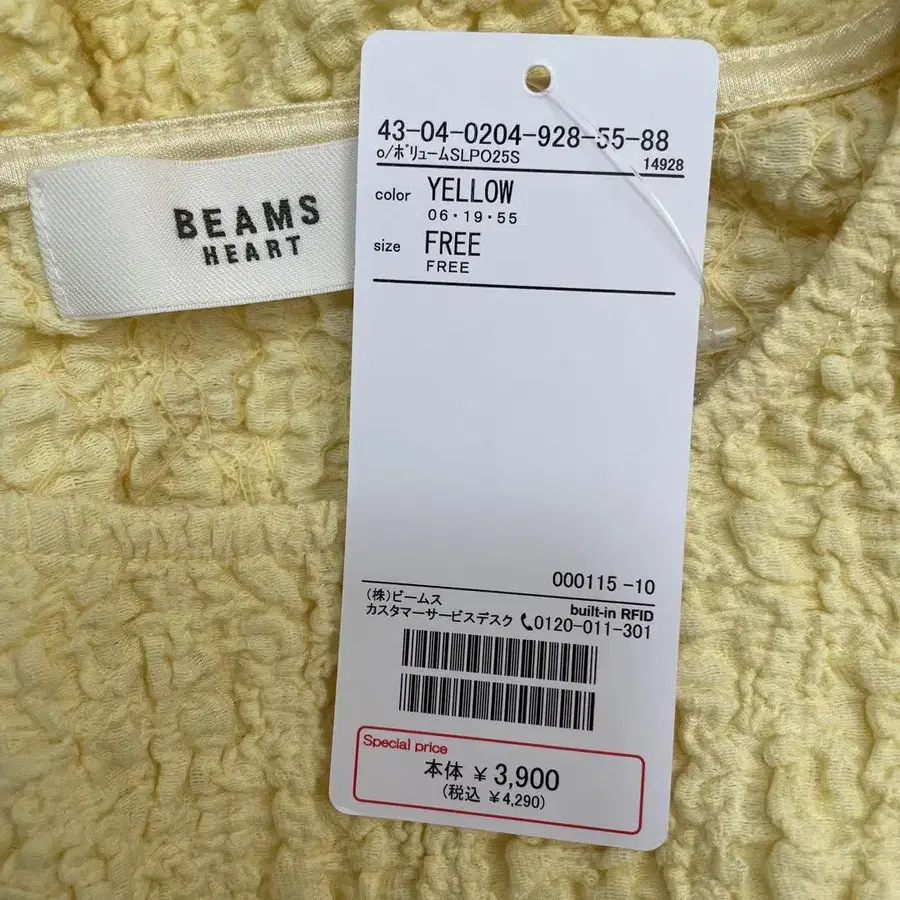 BEAMS
HEART
43-04-0204-928-55-88
o/ボリュームSLPO25S
14928
color YELLOW
06・19・55
size FREE
FREE
000115 -10
built-in RFID
(株)ビームス
カスタマーサービスデスク 0120-011-301
Special price
本体 ¥ 3,900
(税込 ¥4,290)